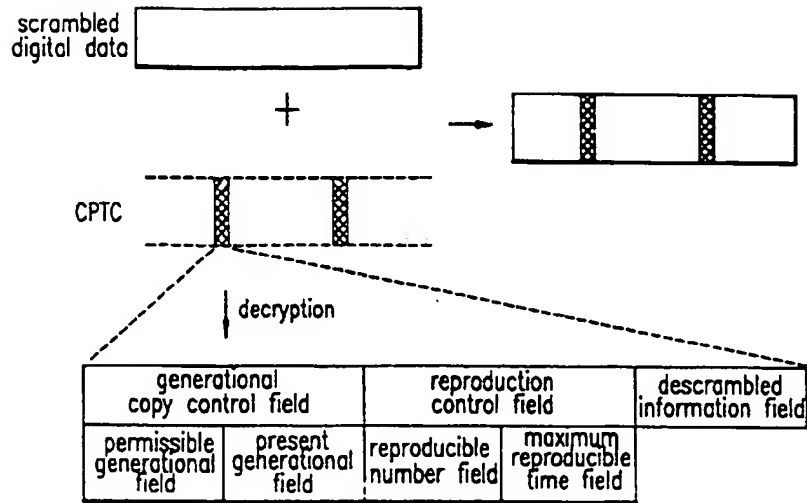 scrambled
digital data
+
CPTC
decryption
generational
copy control field
reproduction
control field
descrambled
information field
permissible
generational
field
present
generational
field
reproducible
number field
maximum
reproducible
time field